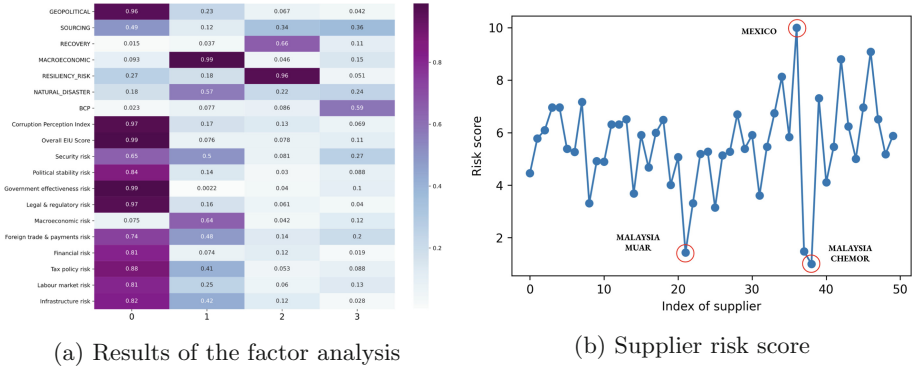 GEOPOLITICAL 0.96 0.23 0.067 0.042
SOURCING 0.49 0.12 0.34 0.36
RECOVERY 0.015 0.037 0.66 0.11
MACROECONOMIC 0.093 0.99 0.046 0.15
RESILIENCY_RISK 0.27 0.18 0.96 0.051
NATURAL_DISASTER 0.18 0.57 0.22 0.24
BCP 0.023 0.077 0.086 0.59
Corruption Perception Index 0.97 0.17 0.13 0.069
Overall EIU Score 0.99 0.076 0.078 0.11
Security risk 0.65 0.5 0.081 0.27
Political stability risk 0.84 0.14 0.03 0.088
Government effectiveness risk 0.99 0.0022 0.04 0.1
Legal & regulatory risk 0.97 0.16 0.061 0.04
Macroeconomic risk 0.075 0.64 0.042 0.12
Foreign trade & payments risk 0.74 0.48 0.14 0.2
Financial risk 0.81 0.074 0.12 0.019
Tax policy risk 0.88 0.41 0.053 0.088
Labour market risk 0.81 0.25 0.06 0.13
Infrastructure risk 0.82 0.42 0.12 0.028
0 1 2 3
0.8
0.6
0.4
0.2
(a) Results of the factor analysis
Risk score
10
8
6
4
2
MEXICO
MALAYSIA
MUAR
MALAYSIA
CHEMOR
0 10 20 30 40 50
Index of supplier
(b) Supplier risk score